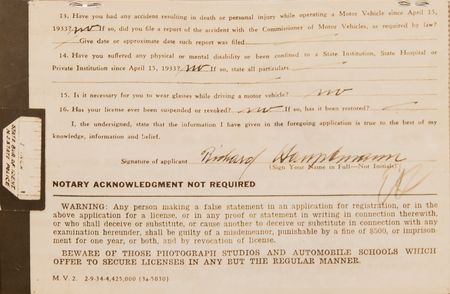 13. Have you had any accident resulting in death or personal injury while operating a Motor Vehicle since April 15,
1933? no If so, did you file a report of the accident with the Commissioner of Motor Vehicles, as required by law?
Give date or approximate date such report was filed
14. Have you suffered any physical or mental disability or been confined to a State Institution, State Hospital or
Private Institution since April 15, 1933? no If so, state all particulars
15. Is it necessary for you to wear glasses while driving a motor vehicle? no
16. Has your license ever been suspended or revoked? no If so, has it been restored?
I, the undersigned, state that the information I have given in the foregoing application is true to the best of my
knowledge, information and belief.
Signature of applicant Richard Hauptmann
(Sign Your Name in Full—Not Initials)
NOTARY ACKNOWLEDGMENT NOT REQUIRED
WARNING: Any person making a false statement in an application for registration, or in the
above application for a license, or in any proof or statement in writing in connection therewith,
or who shall deceive or substitute, or cause another to deceive or substitute in connection with any
examination hereunder, shall be guilty of a misdemeanor, punishable by a fine of $500, or imprison-
ment for one year, or both, and by revocation of license.
BEWARE OF THOSE PHOTOGRAPH STUDIOS AND AUTOMOBILE SCHOOLS WHICH
OFFER TO SECURE LICENSES IN ANY BUT THE REGULAR MANNER.
M. V. 2. 2-9-34-4,425,000 (34-5030)